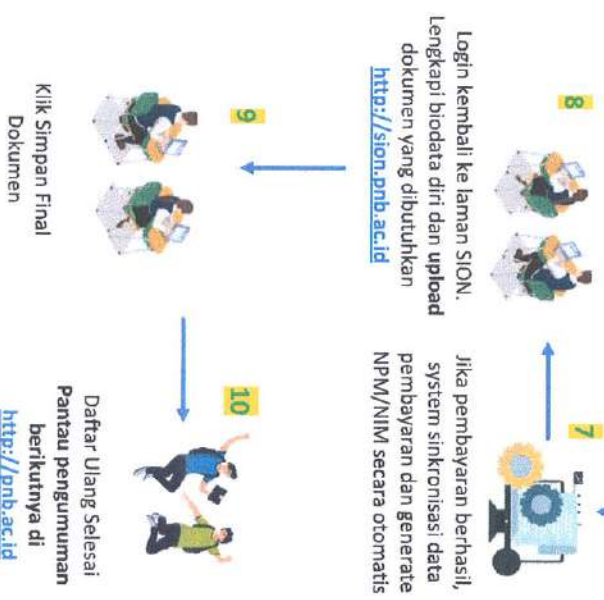 7
Jika pembayaran berhasil,
system sinkronisasi data
pembayaran dan generate
NPM/NIM secara otomatis
8
Login kembali ke laman SION.
Lengkapi biodata diri dan upload
dokumen yang dibutuhkan
http://sion.pnb.ac.id
9
Klik Simpan Final
Dokumen
10
Daftar Ulang Selesai
Pantau pengumuman
berikutnya di
http://pnb.ac.id